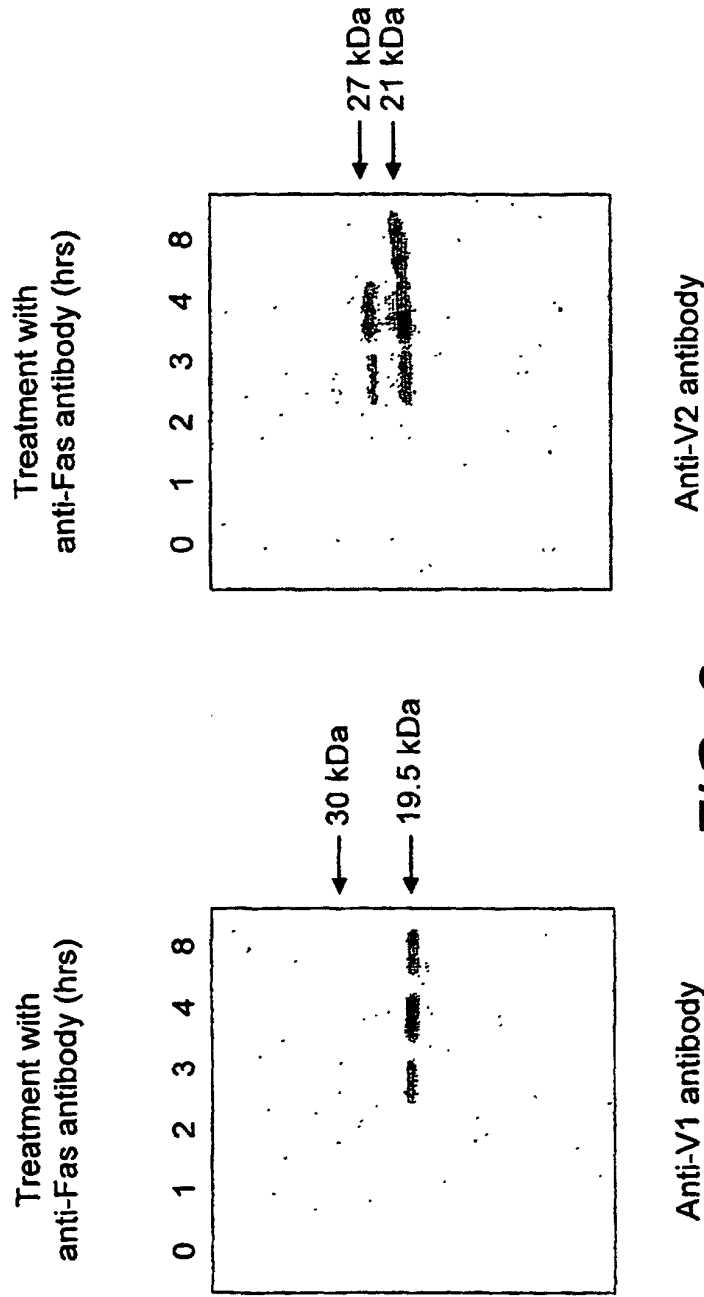 Treatment with
anti-Fas antibody (hrs)
0 1 2 3 4 8
30 kDa
19.5 kDa
Anti-V1 antibody
Treatment with
anti-Fas antibody (hrs)
0 1 2 3 4 8
27 kDa
21 kDa
Anti-V2 antibody